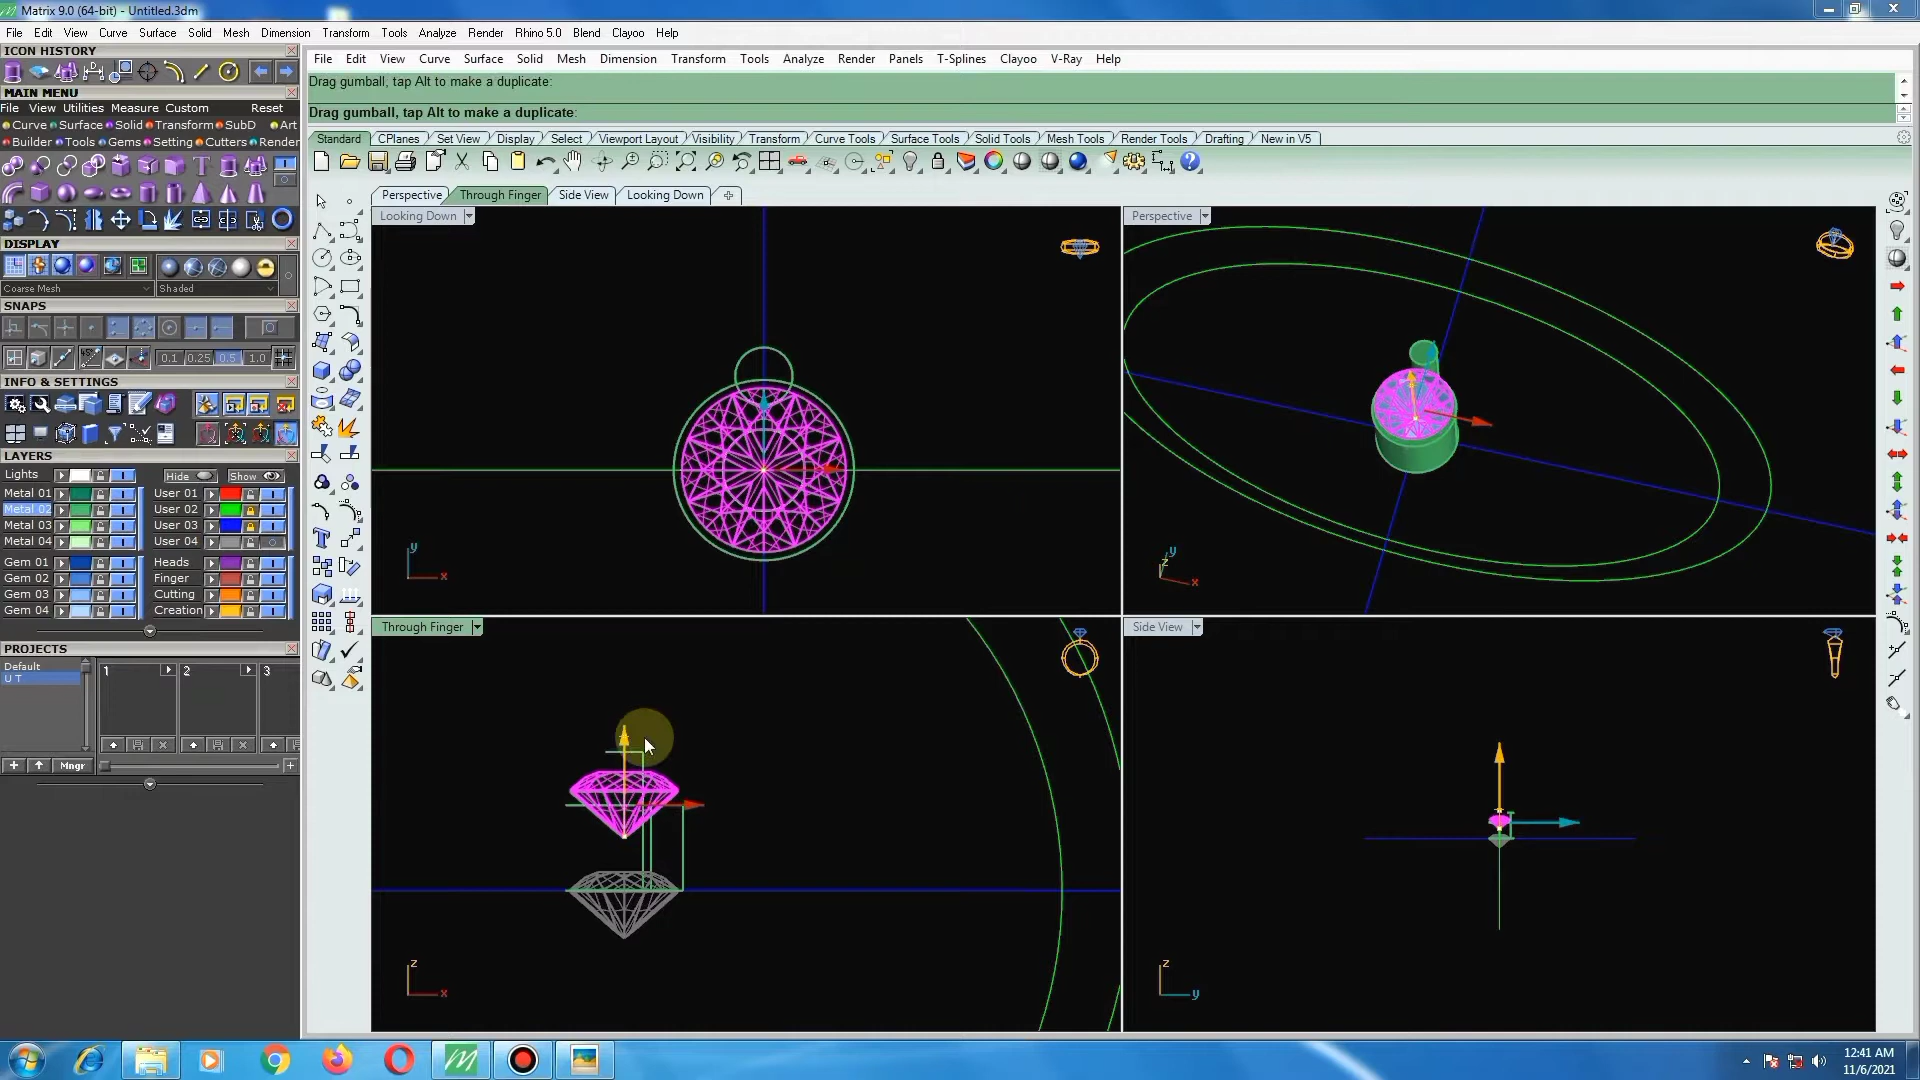 Matrix 9.0 (64-bit) - Untitled.3dm
File Edit View Curve Surface Solid Mesh Dimension Transform Tools Analyze Render Rhino 5.0 Blend Clayoo Help
ICON HISTORY
MAIN MENU
File View Utilities Measure Custom Reset
Curve Surface Solid Transform SubD Art
Builder Tools Gems Setting Cutters Render
DISPLAY
Coarse Mesh Shaded
SNAPS
0.1 0.25 0.5 1.0
INFO & SETTINGS
LAYERS
Lights Hide Show
Metal 01 User 01
Metal 02 User 02
Metal 03 User 03
Metal 04 User 04
Gem 01 Heads
Gem 02 Finger
Gem 03 Cutting
Gem 04 Creation
PROJECTS
Default 1 2 3
U T
Mngr
File Edit View Curve Surface Solid Mesh Dimension Transform Tools Analyze Render Panels T-Splines Clayoo V-Ray Help
Drag gumball, tap Alt to make a duplicate:
Drag gumball, tap Alt to make a duplicate:
Standard CPlanes Set View Display Select Viewport Layout Visibility Transform Curve Tools Surface Tools Solid Tools Mesh Tools Render Tools Drafting New in V5
Perspective Through Finger Side View Looking Down
Looking Down
y
x
Perspective
y
z
x
Through Finger
z
x
Side View
z
y
12:41 AM
11/6/2021